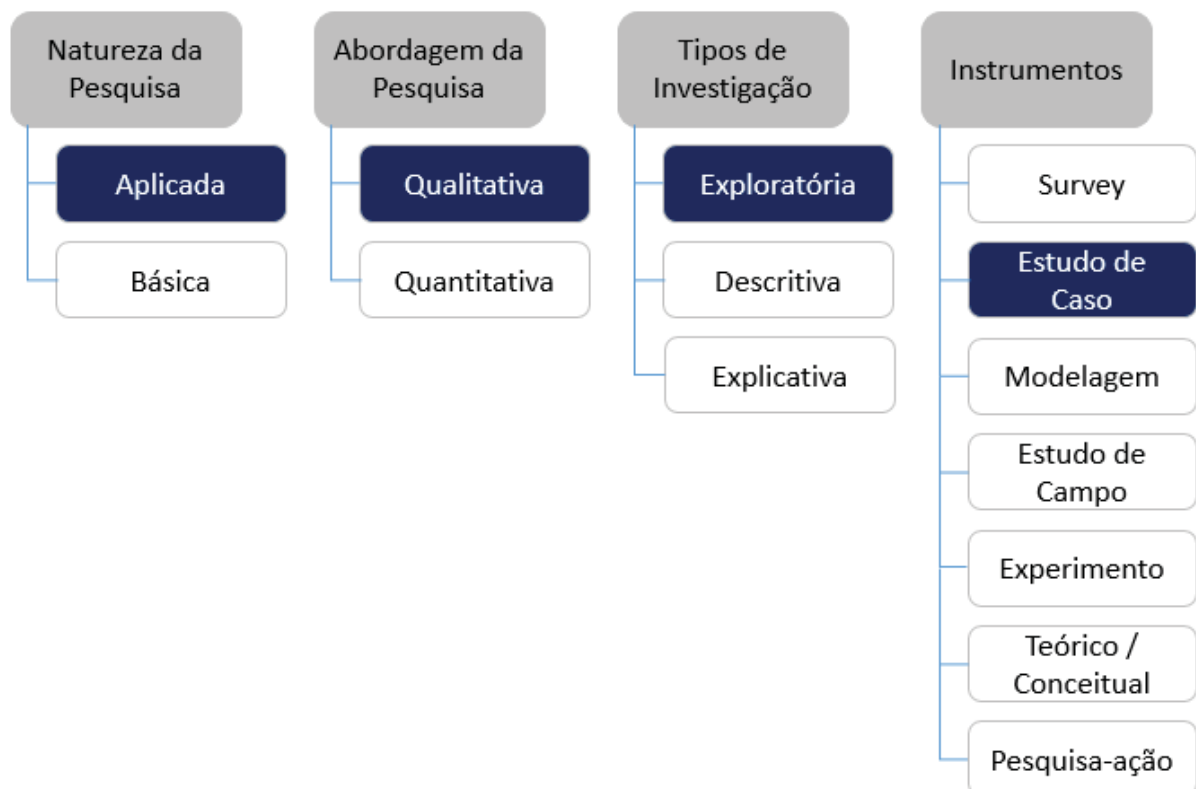 Natureza da
Pesquisa
Aplicada
Básica
Abordagem da
Pesquisa
Qualitativa
Quantitativa
Tipos de
Investigação
Exploratória
Descritiva
Explicativa
Instrumentos
Survey
Estudo de
Caso
Modelagem
Estudo de
Campo
Experimento
Teórico /
Conceitual
Pesquisa-ação